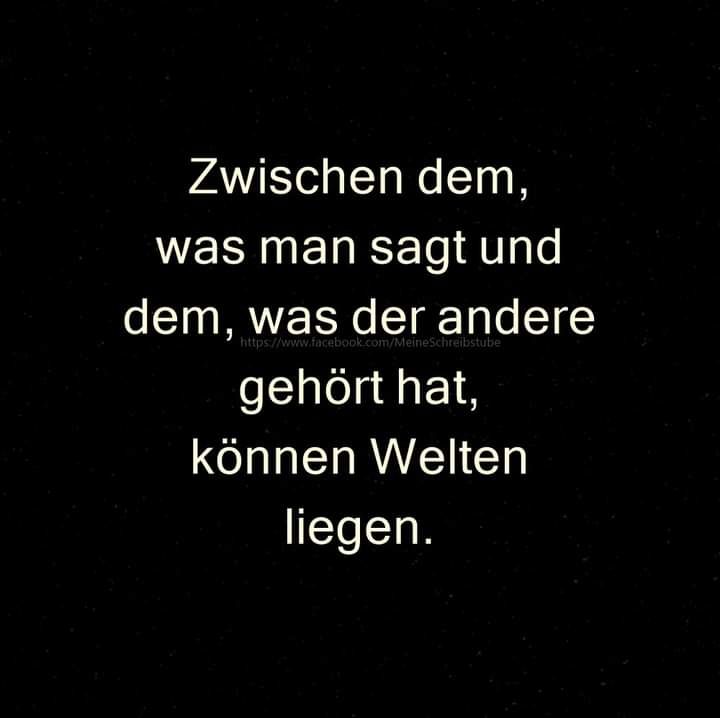 Zwischen dem,
was man sagt und
dem, was der andere
https://www.facebook.com/MeineSchreibstube
gehört hat,
können Welten
liegen.